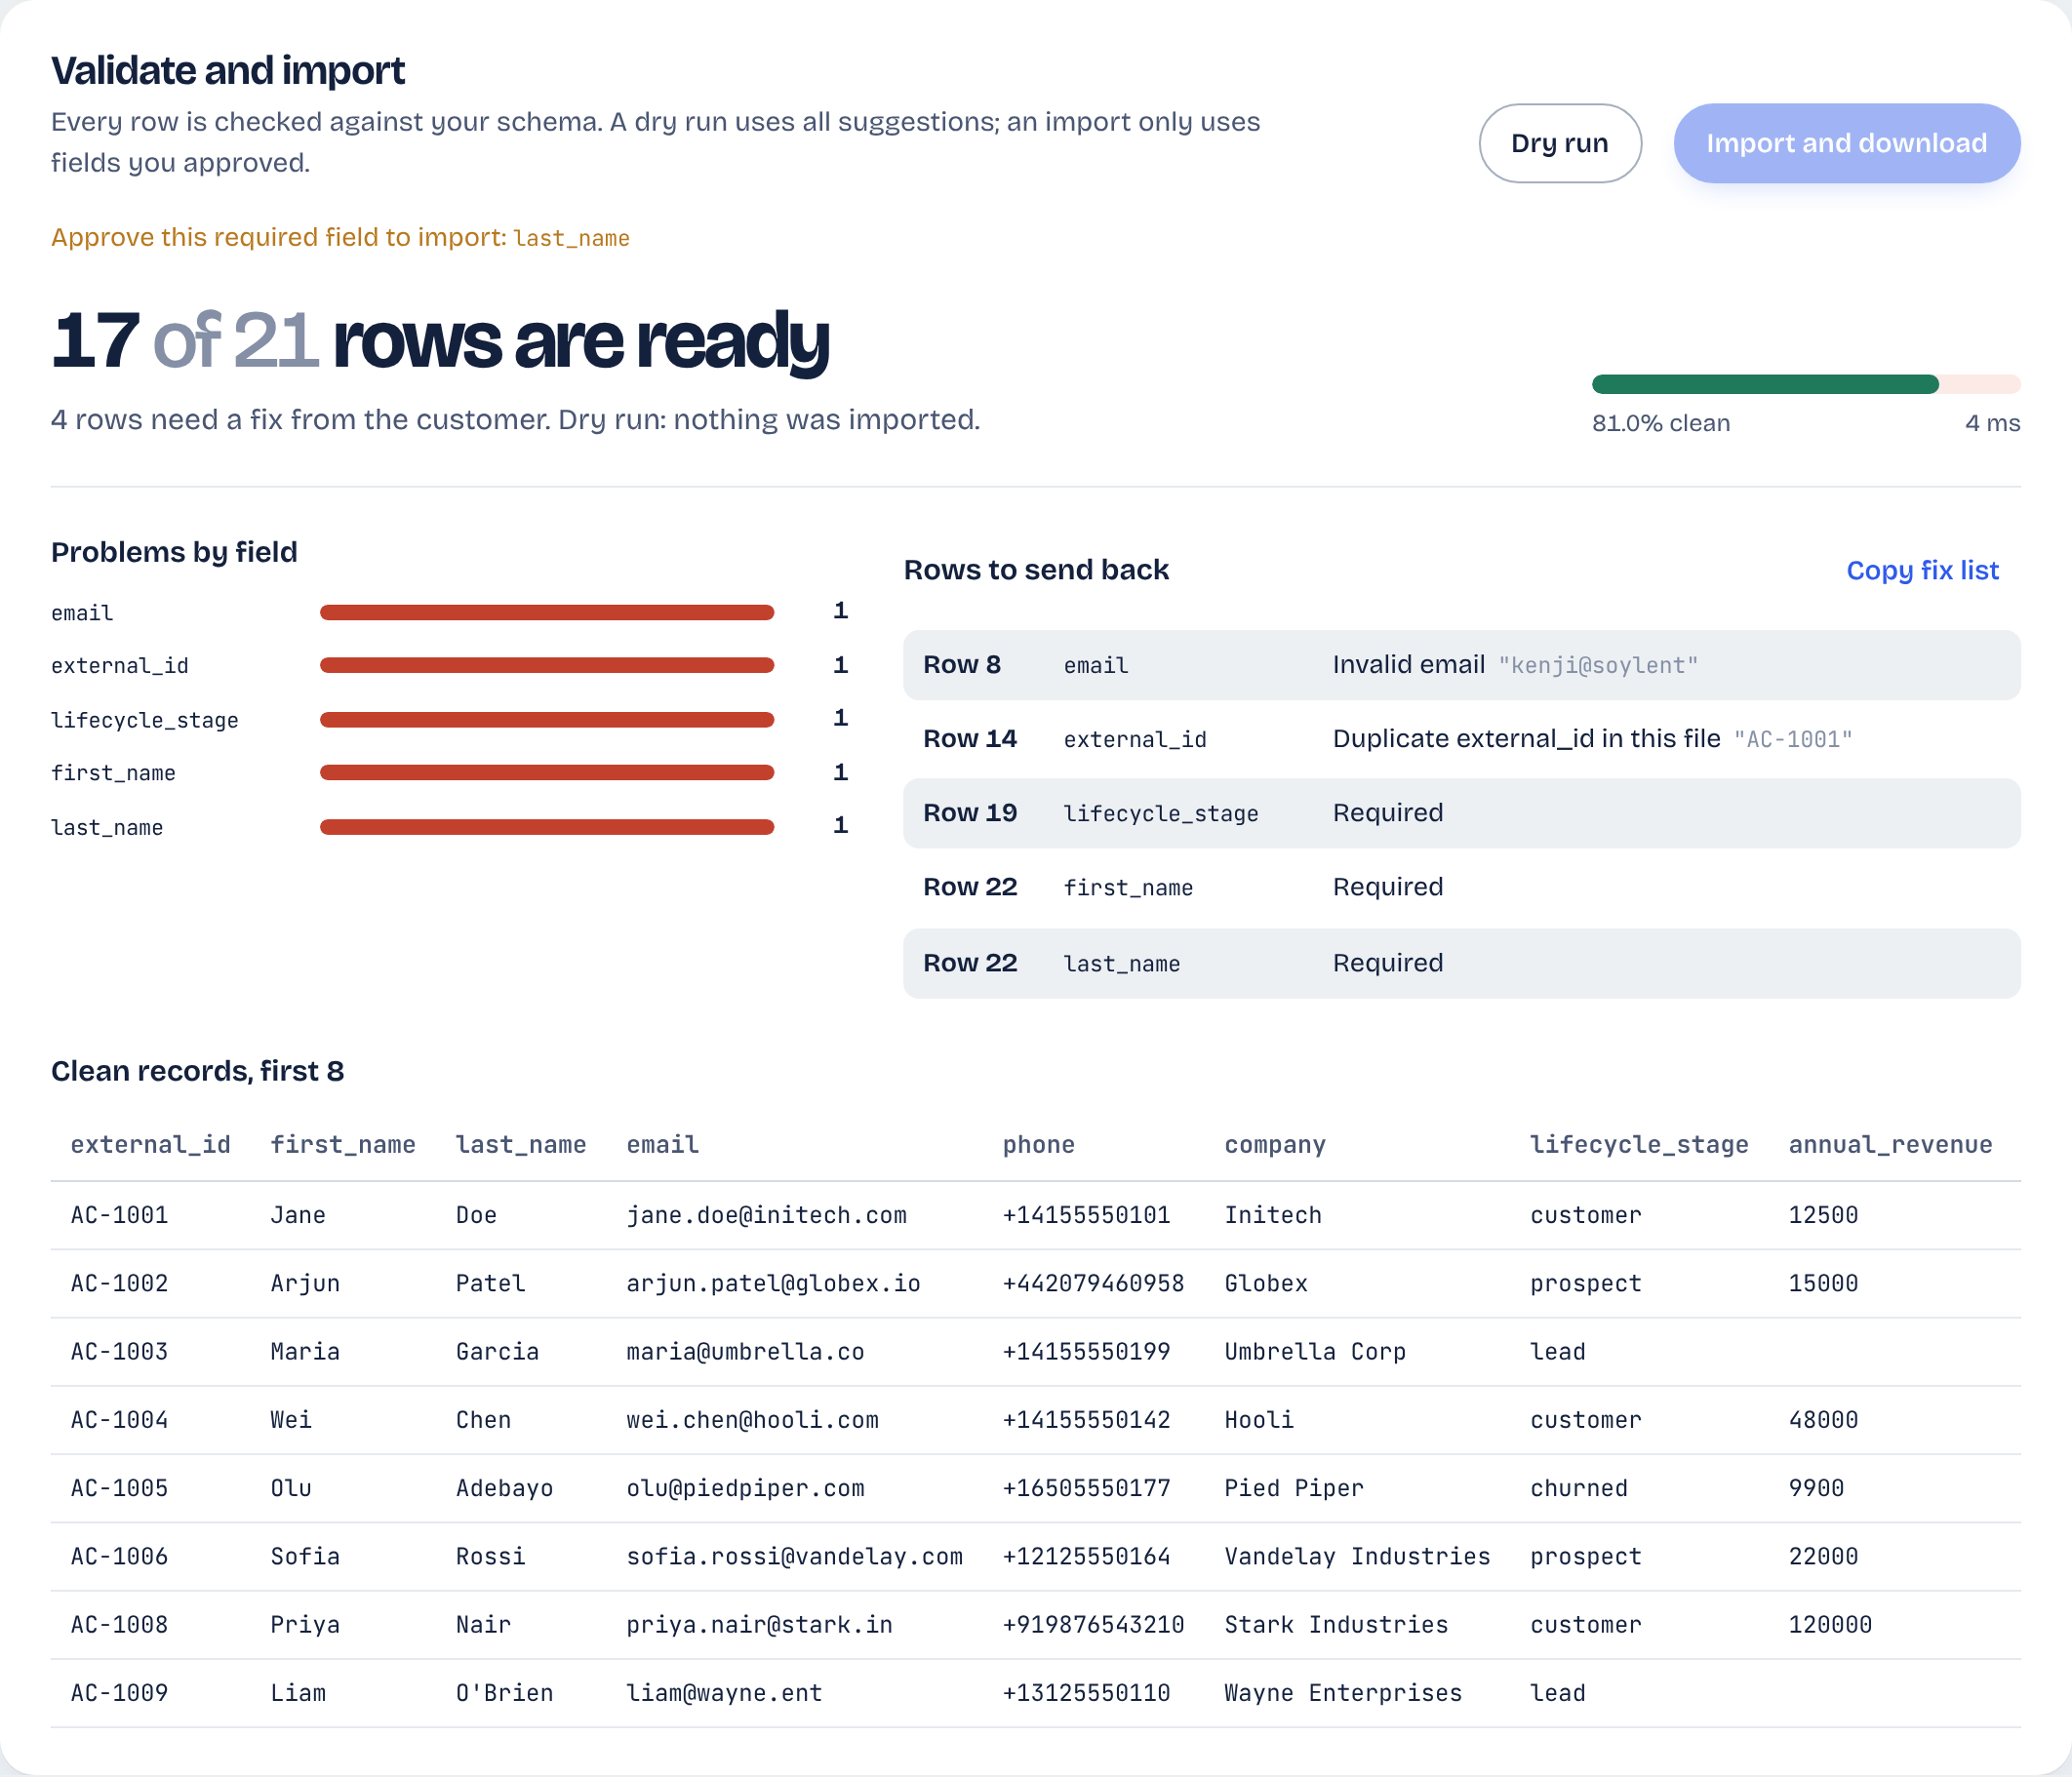 Validate and import
Every row is checked against your schema. A dry run uses all suggestions; an import only uses
fields you approved.
Dry run
Import and download
Approve this required field to import: last_name
17 of 21 rows are ready
4 rows need a fix from the customer. Dry run: nothing was imported.
81.0% clean 4 ms
Problems by field
email 1
external_id 1
lifecycle_stage 1
first_name 1
last_name 1
Rows to send back Copy fix list
Row 8 email Invalid email "kenji@soylent"
Row 14 external_id Duplicate external_id in this file "AC-1001"
Row 19 lifecycle_stage Required
Row 22 first_name Required
Row 22 last_name Required
Clean records, first 8
external_id first_name last_name email phone company lifecycle_stage annual_revenue
AC-1001 Jane Doe jane.doe@initech.com +14155550101 Initech customer 12500
AC-1002 Arjun Patel arjun.patel@globex.io +442079460958 Globex prospect 15000
AC-1003 Maria Garcia maria@umbrella.co +14155550199 Umbrella Corp lead
AC-1004 Wei Chen wei.chen@hooli.com +14155550142 Hooli customer 48000
AC-1005 Olu Adebayo olu@piedpiper.com +16505550177 Pied Piper churned 9900
AC-1006 Sofia Rossi sofia.rossi@vandelay.com +12125550164 Vandelay Industries prospect 22000
AC-1008 Priya Nair priya.nair@stark.in +919876543210 Stark Industries customer 120000
AC-1009 Liam O'Brien liam@wayne.ent +13125550110 Wayne Enterprises lead